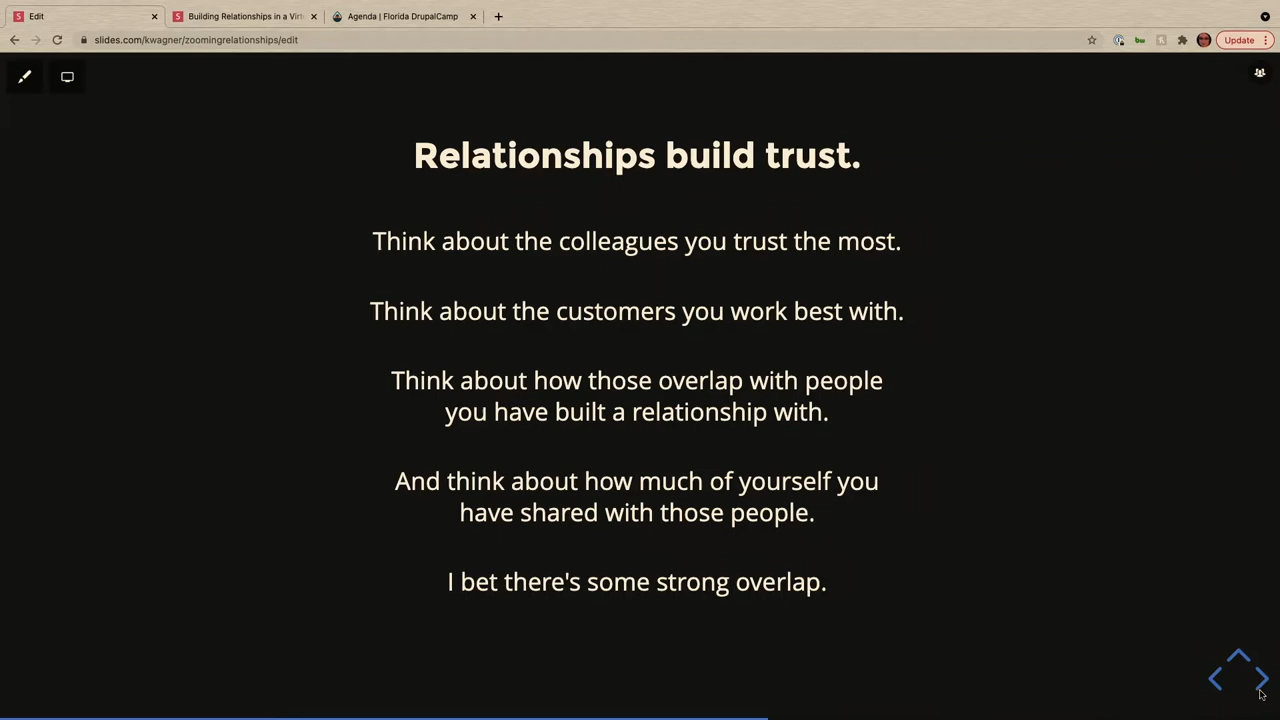 Edit
Building Relationships in a Virt
Agenda | Florida DrupalCamp
slides.com/kwagner/zoomingrelationships/edit
Update
Relationships build trust.
Think about the colleagues you trust the most.
Think about the customers you work best with.
Think about how those overlap with people
you have built a relationship with.
And think about how much of yourself you
have shared with those people.
I bet there's some strong overlap.